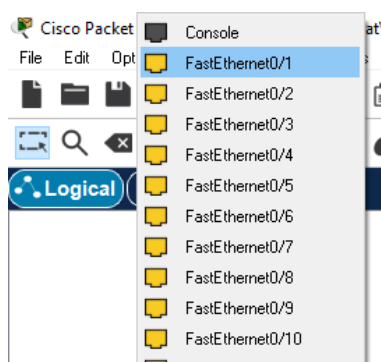 Cisco Packet
File Edit Opt
Logical
Console
FastEthernet0/1
FastEthernet0/2
FastEthernet0/3
FastEthernet0/4
FastEthernet0/5
FastEthernet0/6
FastEthernet0/7
FastEthernet0/8
FastEthernet0/9
FastEthernet0/10